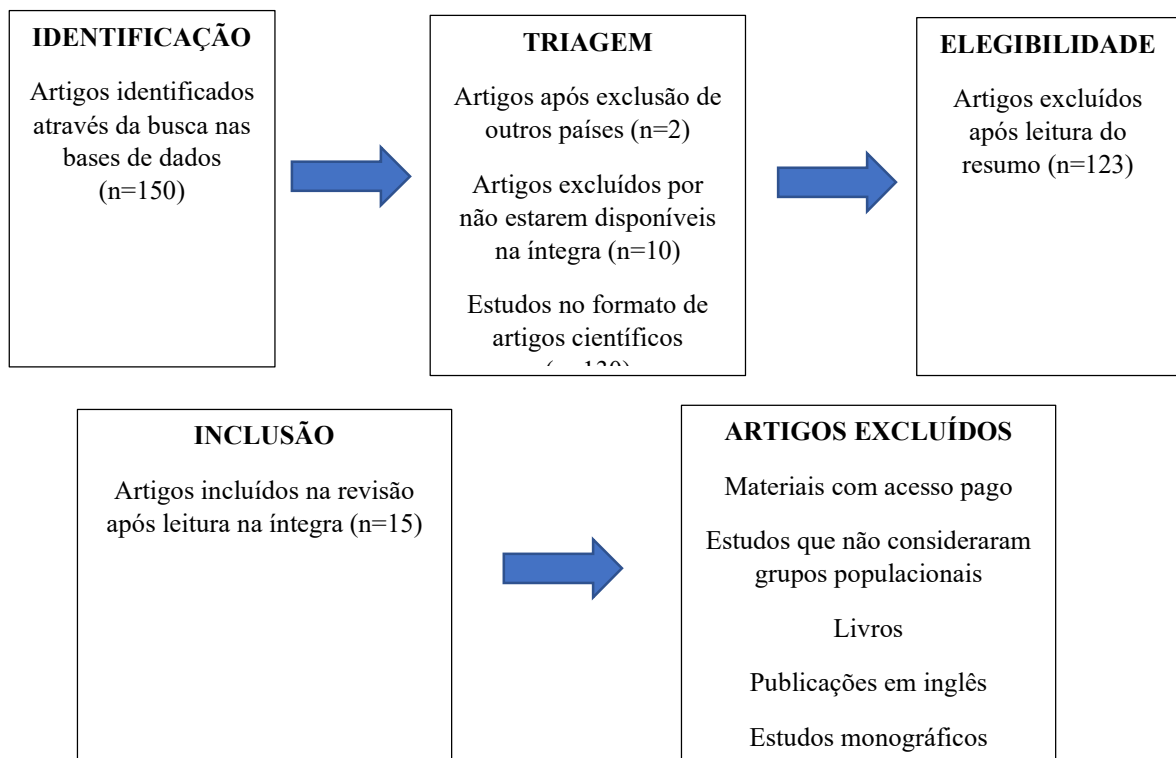 IDENTIFICAÇÃO
Artigos identificados
através da busca nas
bases de dados
(n=150)
TRIAGEM
Artigos após exclusão de
outros países (n=2)
Artigos excluídos por
não estarem disponíveis
na íntegra (n=10)
Estudos no formato de
artigos científicos
ELEGIBILIDADE
Artigos excluídos
após leitura do
resumo (n=123)
INCLUSÃO
Artigos incluídos na revisão
após leitura na íntegra (n=15)
ARTIGOS EXCLUÍDOS
Materiais com acesso pago
Estudos que não consideraram
grupos populacionais
Livros
Publicações em inglês
Estudos monográficos